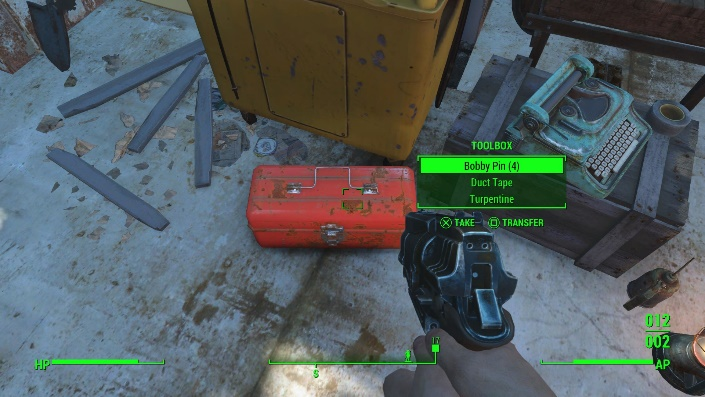 TOOLBOX
Bobby Pin (4)
Duct Tape
Turpentine
TAKE TRANSFER
012
002
HP
S
AP